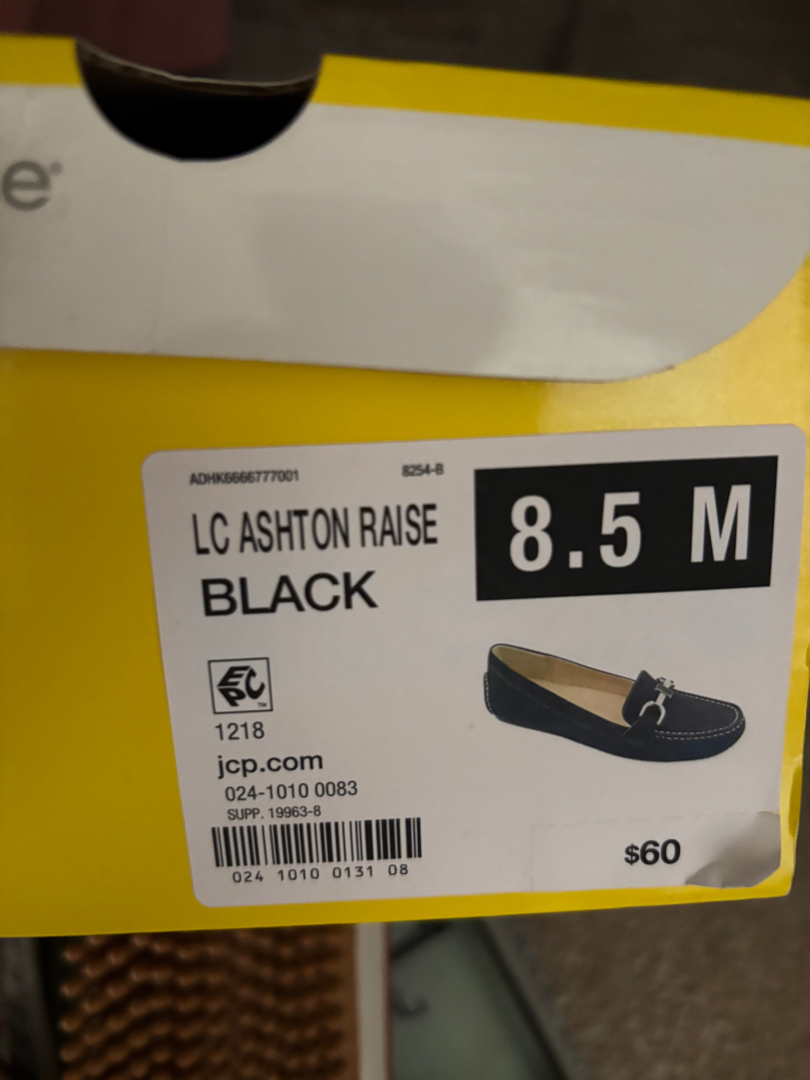 e
ADHK6666777001
8254-B
LC ASHTON RAISE
BLACK
8.5 M
EPC
TM
1218
jcp.com
024-1010 0083
SUPP. 19963-8
024 1010 0131 08
$60